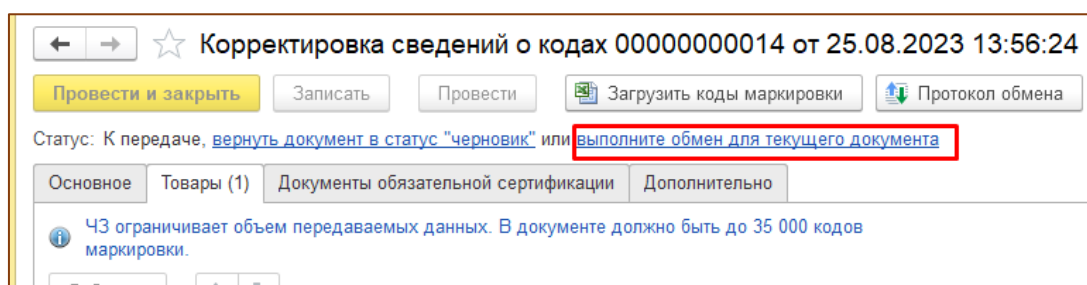 Корректировка сведений о кодах 00000000014 от 25.08.2023 13:56:24
Провести и закрыть Записать Провести Загрузить коды маркировки Протокол обмена
Статус: К передаче, вернуть документ в статус "черновик" или выполните обмен для текущего документа
Основное Товары (1) Документы обязательной сертификации Дополнительно
ЧЗ ограничивает объем передаваемых данных. В документе должно быть до 35 000 кодов
маркировки.